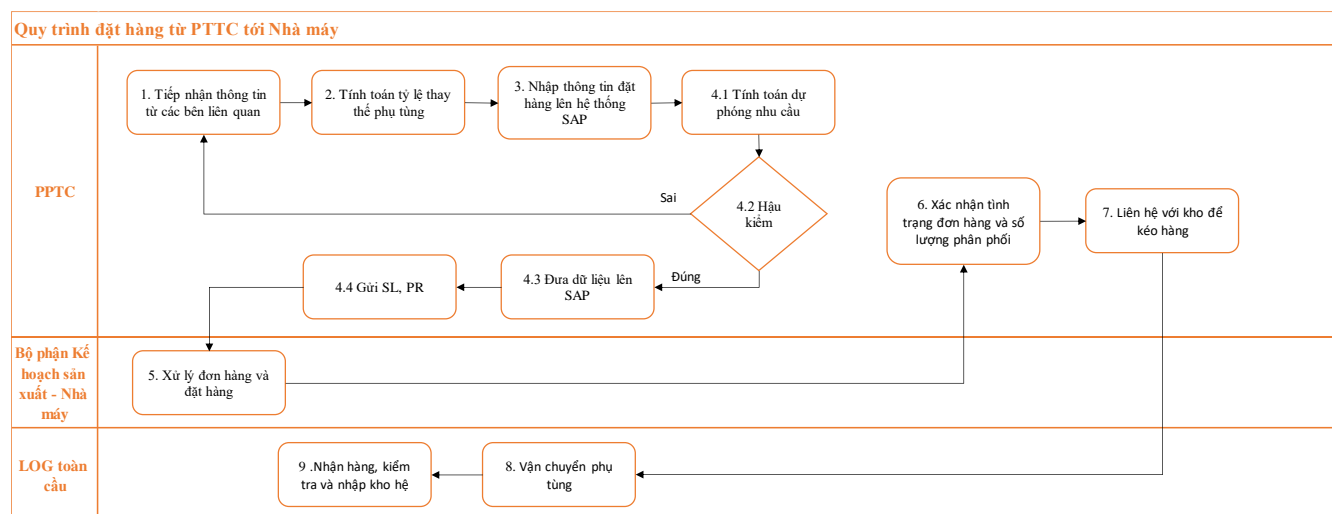 Quy trình đặt hàng từ PTTC tới Nhà máy
PPTC
1. Tiếp nhận thông tin
từ các bên liên quan
2. Tính toán tỷ lệ thay
thế phụ tùng
3. Nhập thông tin đặt
hàng lên hệ thống
SAP
4.1 Tính toán dự
phóng nhu cầu
Sai
4.2 Hậu
kiểm
6. Xác nhận tình
trạng đơn hàng và số
lượng phân phối
7. Liên hệ với kho để
kéo hàng
4.4 Gửi SL, PR
4.3 Đưa dữ liệu lên
SAP
Đúng
Bộ phận Kế
hoạch sản
xuất - Nhà
máy
5. Xử lý đơn hàng và
đặt hàng
LOG toàn
cầu
9 .Nhận hàng, kiểm
tra và nhập kho hệ
8. Vận chuyển phụ
tùng